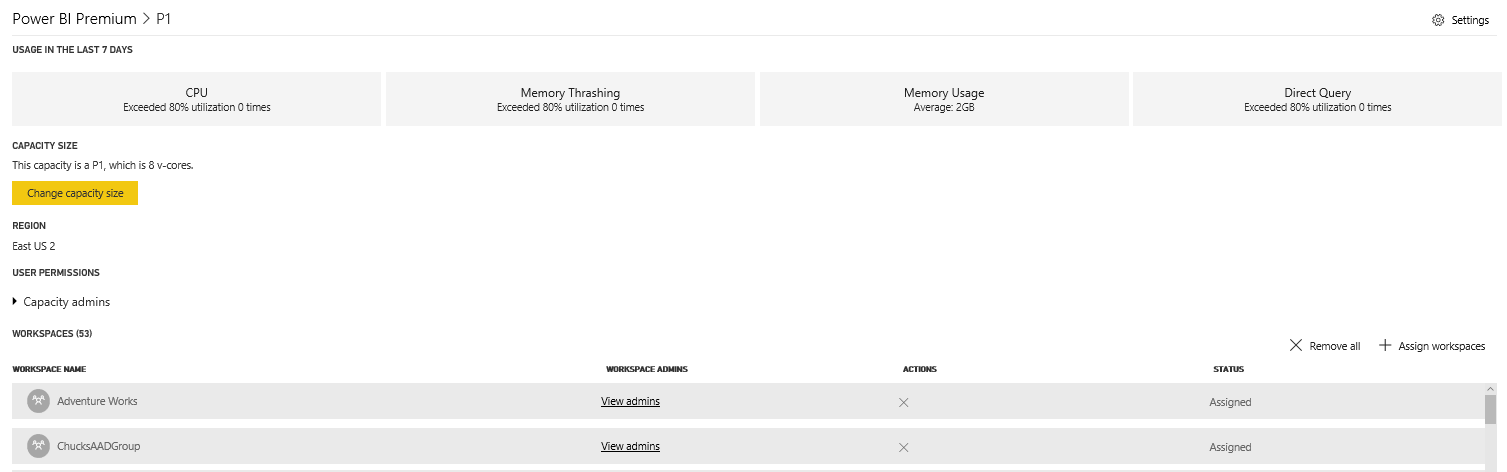 Power BI Premium > P1
Settings
USAGE IN THE LAST 7 DAYS
CPU
Exceeded 80% utilization 0 times
Memory Thrashing
Exceeded 80% utilization 0 times
Memory Usage
Average: 2GB
Direct Query
Exceeded 80% utilization 0 times
CAPACITY SIZE
This capacity is a P1, which is 8 v-cores.
Change capacity size
REGION
East US 2
USER PERMISSIONS
Capacity admins
WORKSPACES (53)
Remove all
Assign workspaces
WORKSPACE NAME WORKSPACE ADMINS ACTIONS STATUS
Adventure Works View admins Assigned
ChucksAADGroup View admins Assigned